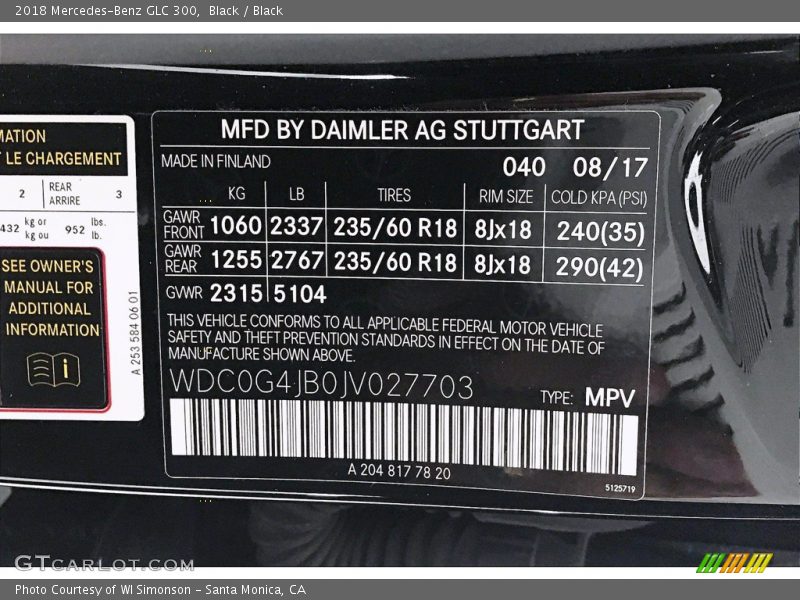 2018 Mercedes-Benz GLC 300, Black / Black
MATION
LE CHARGEMENT
2 REAR ARRIERE 3
432 kg or kg ou 952 lbs. lb.
SEE OWNER'S
MANUAL FOR
ADDITIONAL
INFORMATION
A 253 584 06 01
MFD BY DAIMLER AG STUTTGART
MADE IN FINLAND 040 08/17
KG LB TIRES RIM SIZE COLD KPA(PSI)
GAWR FRONT 1060 2337 235/60 R18 8Jx18 240(35)
GAWR REAR 1255 2767 235/60 R18 8Jx18 290(42)
GVWR 2315 5104
THIS VEHICLE CONFORMS TO ALL APPLICABLE FEDERAL MOTOR VEHICLE
SAFETY AND THEFT PREVENTION STANDARDS IN EFFECT ON THE DATE OF
MANUFACTURE SHOWN ABOVE.
WDC0G4JB0JV027703 TYPE: MPV
A 204 817 78 20
5125719
GTCARLOT.COM
Photo Courtesy of WI Simonson - Santa Monica, CA